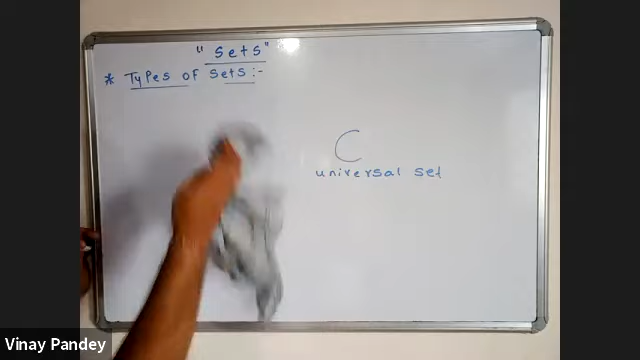 " Sets"
* Types of Sets :-
C
universal set
Vinay Pandey